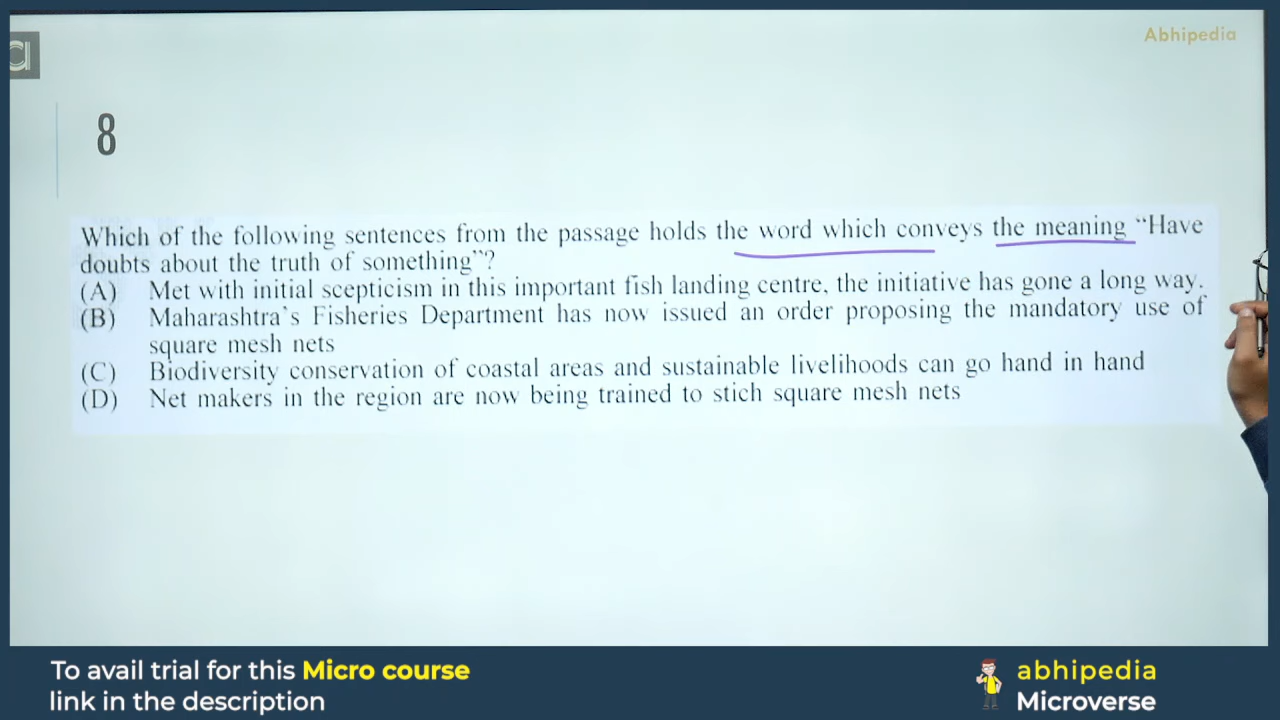 Abhipedia
a
8
Which of the following sentences from the passage holds the word which conveys the meaning “Have
doubts about the truth of something”?
(A) Met with initial scepticism in this important fish landing centre, the initiative has gone a long way.
(B) Maharashtra's Fisheries Department has now issued an order proposing the mandatory use of
square mesh nets
(C) Biodiversity conservation of coastal areas and sustainable livelihoods can go hand in hand
(D) Net makers in the region are now being trained to stich square mesh nets
To avail trial for this Micro course
link in the description
abhipedia
Microverse